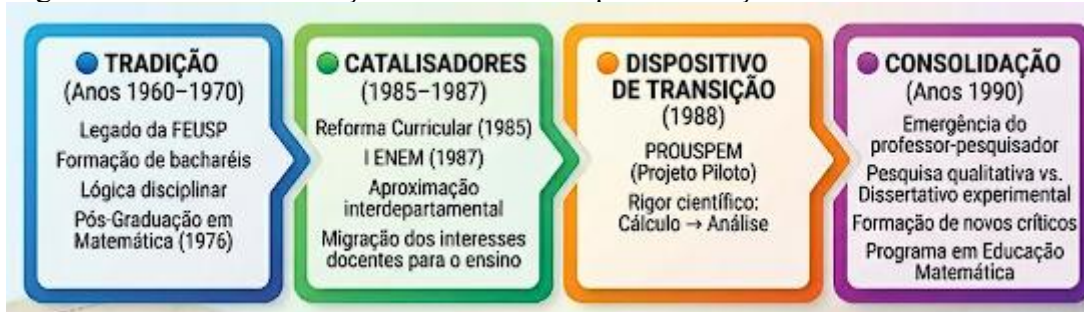 TRADIÇÃO
(Anos 1960–1970)
Legado da FEUSP
Formação de bacharéis
Lógica disciplinar
Pós-Graduação em
Matemática (1976)
CATALISADORES
(1985–1987)
Reforma Curricular (1985)
I ENEM (1987)
Aproximação
interdepartamental
Migração dos interesses
docentes para o ensino
DISPOSITIVO
DE TRANSIÇÃO
(1988)
PROUSPEM
(Projeto Piloto)
Rigor científico:
Cálculo → Análise
CONSOLIDAÇÃO
(Anos 1990)
Emergência do
professor-pesquisador
Pesquisa qualitativa vs.
Dissertativo experimental
Formação de novos críticos
Programa em Educação
Matemática